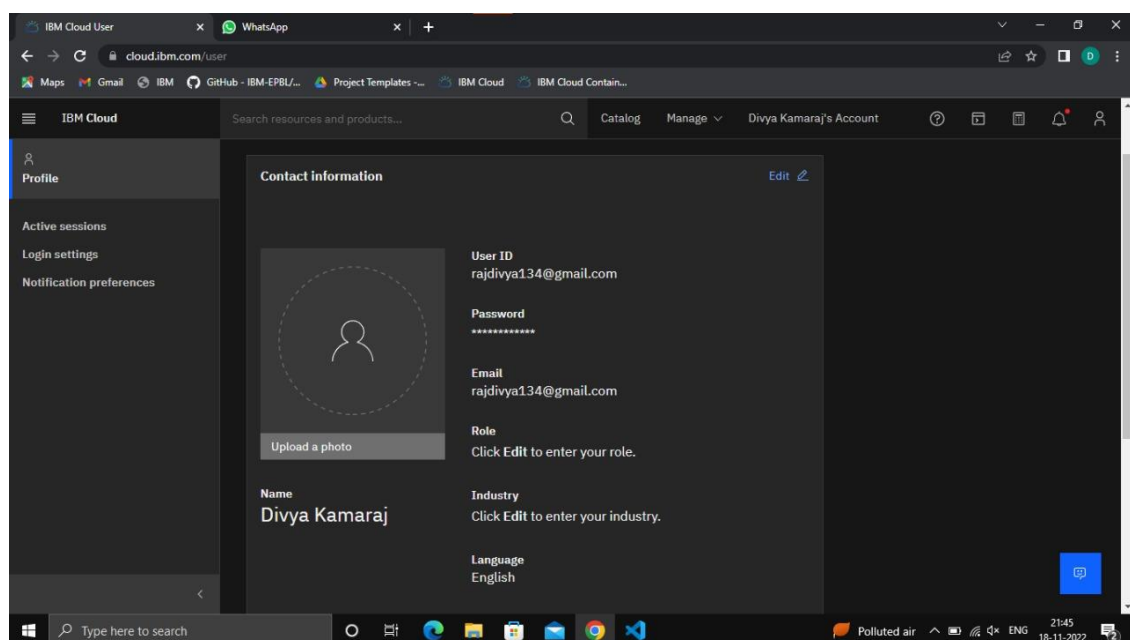 IBM Cloud User
WhatsApp
cloud.ibm.com/user
D
Maps Gmail IBM GitHub - IBM-EPBL/... Project Templates -... IBM Cloud IBM Cloud Contain...
IBM Cloud
Search resources and products...
Catalog Manage Divya Kamaraj's Account
Profile
Active sessions
Login settings
Notification preferences
Contact information
Edit
Upload a photo
Name
Divya Kamaraj
User ID
rajdivya134@gmail.com
Password
************
Email
rajdivya134@gmail.com
Role
Click Edit to enter your role.
Industry
Click Edit to enter your industry.
Language
English
Type here to search
Polluted air
ENG
21:45
18-11-2022
2